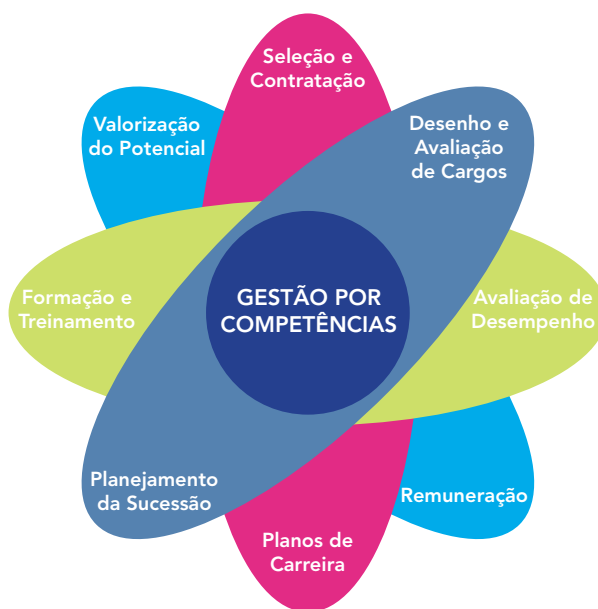 Seleção e
Contratação
Valorização
do Potencial
Desenho e
Avaliação
de Cargos
Formação e
Treinamento
GESTÃO POR
COMPETÊNCIAS
Avaliação de
Desempenho
Planejamento
da Sucessão
Remuneração
Planos de
Carreira